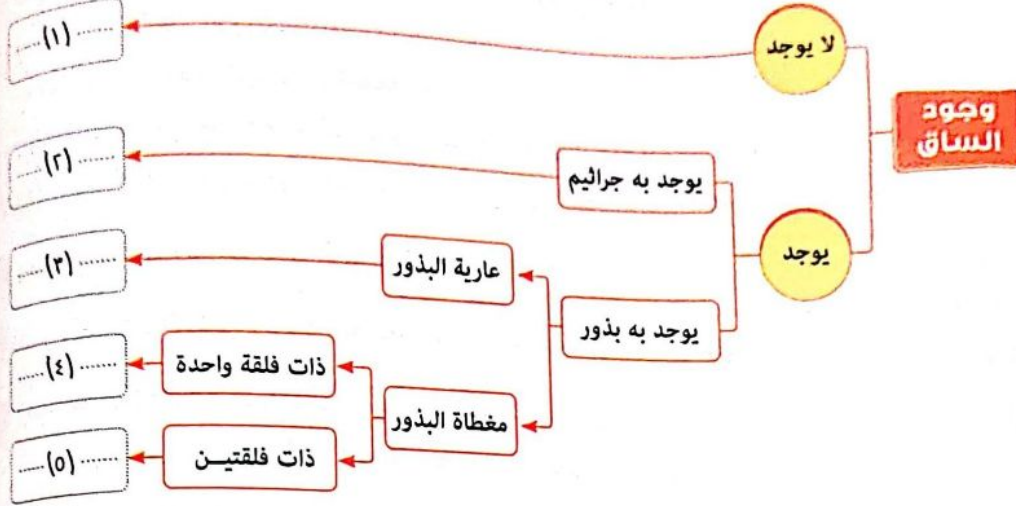 وجود
الساق
لا يوجد
...... (١) ......
يوجد
يوجد به جراثيم
...... (٢) ......
يوجد به بذور
عارية البذور
...... (٣) ......
مغطاة البذور
ذات فلقة واحدة
...... (٤) ......
ذات فلقتيـــن
...... (٥) ......